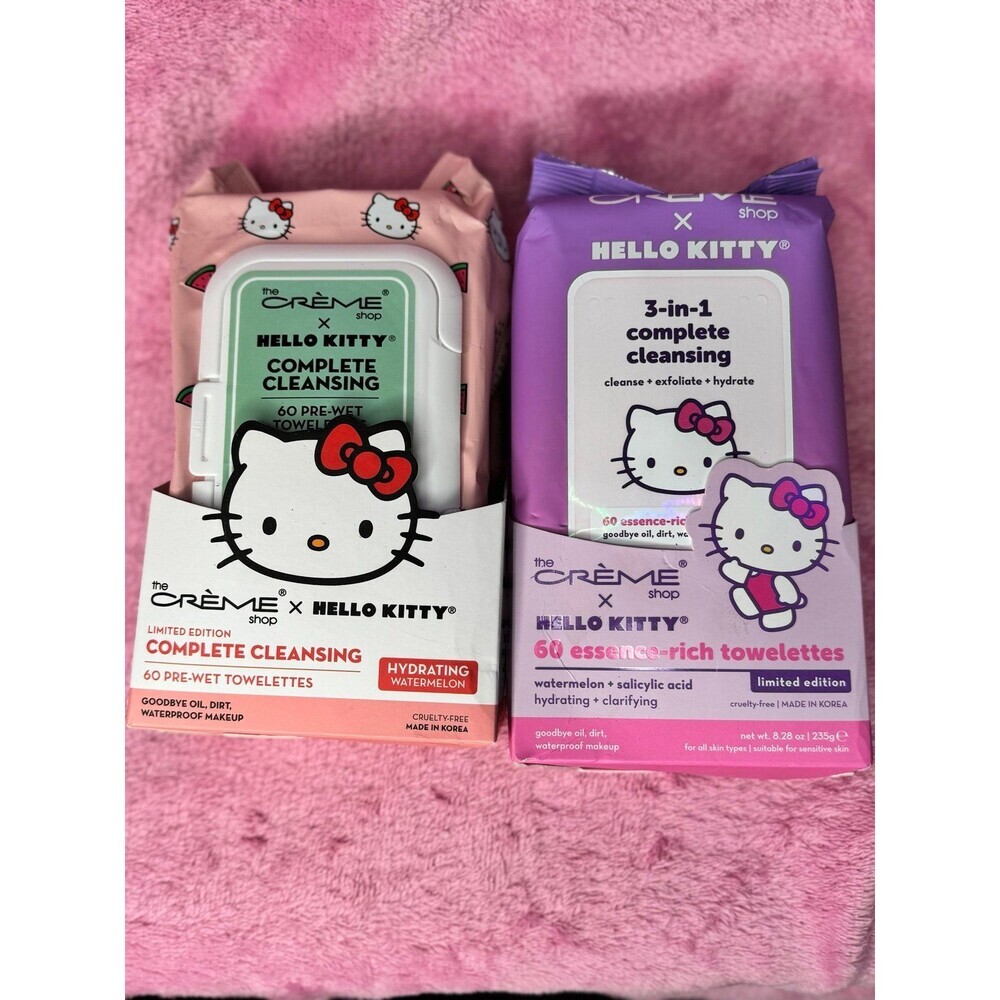 the
CRÈME®
shop
×
HELLO KITTY®
COMPLETE
CLEANSING
60 PRE-WET
the
CRÈME® × HELLO KITTY®
shop
LIMITED EDITION
COMPLETE CLEANSING
60 PRE-WET TOWELETTES
HYDRATING
WATERMELON
GOODBYE OIL, DIRT,
WATERPROOF MAKEUP
CRUELTY-FREE
MADE IN KOREA
CRÈME
shop
×
HELLO KITTY®
3-in-1
complete
cleansing
cleanse + exfoliate + hydrate
60 essence-ric
goodbye oil, dirt, wa
the
CRÈME®
shop
×
HELLO KITTY®
60 essence-rich towelettes
watermelon + salicylic acid
hydrating + clarifying
limited edition
cruelty-free | MADE IN KOREA
goodbye oil, dirt,
waterproof makeup
net wt. 8.28 oz | 235g ℮
for all skin types | suitable for sensitive skin